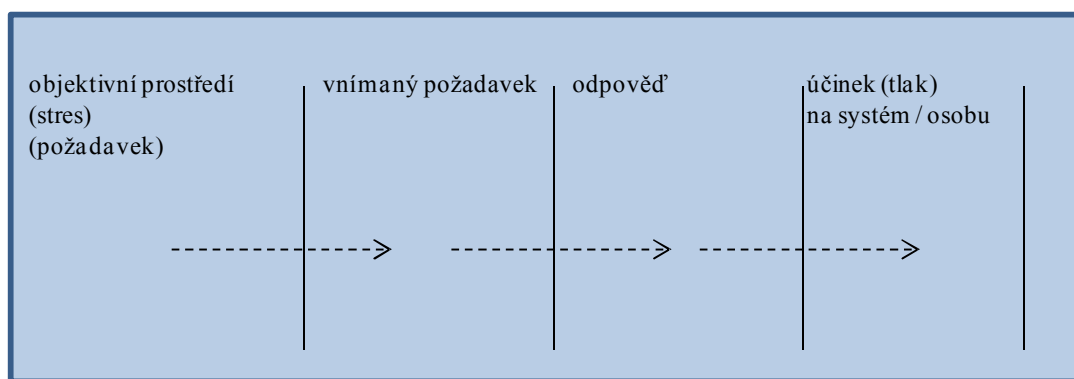 objektivní prostředí
(stres)
(požadavek)
vnímaný požadavek
odpověď
účinek (tlak)
na systém / osobu